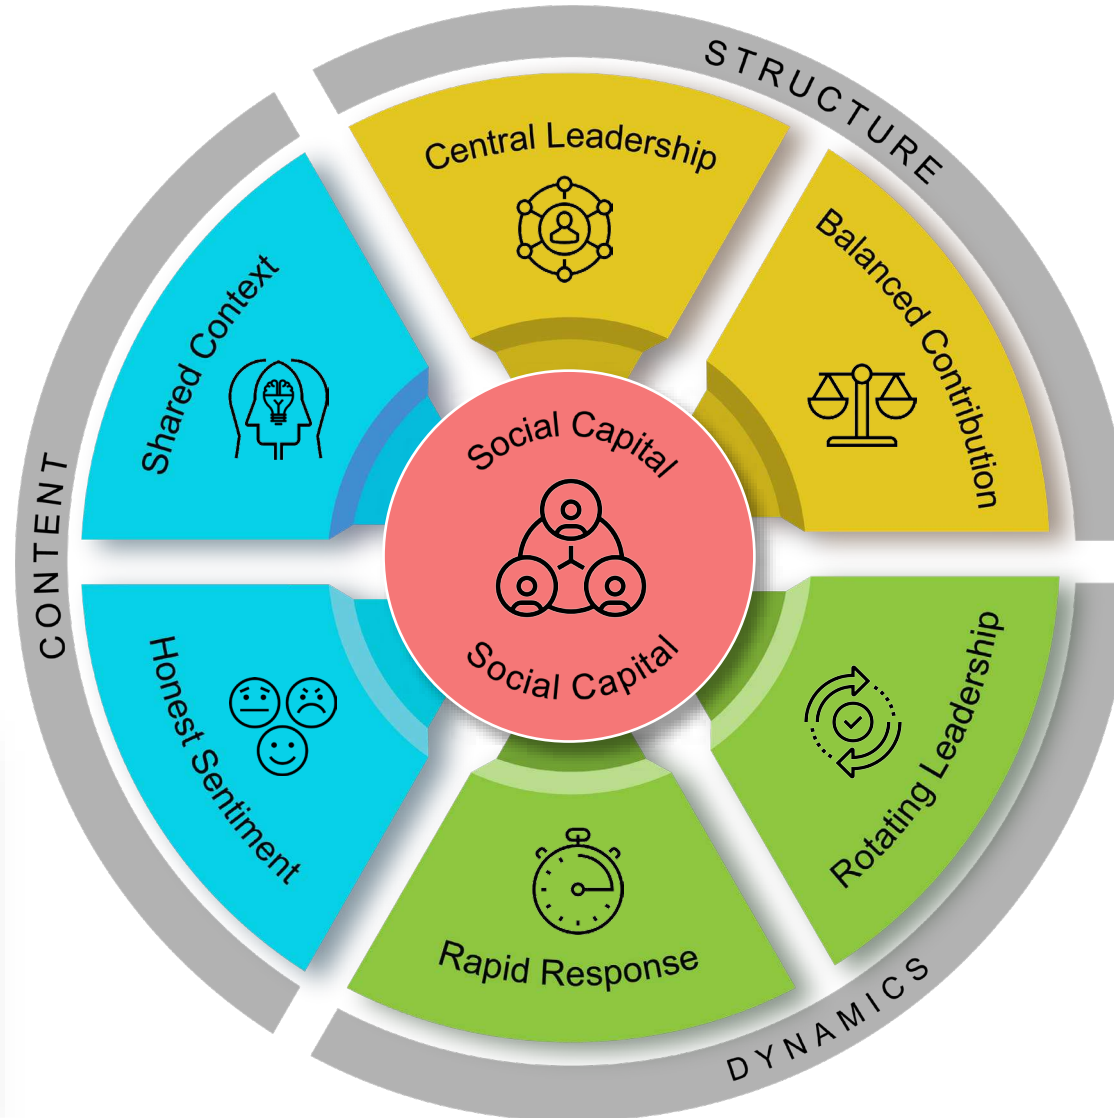 STRUCTURE
Central Leadership
Balanced Contribution
Shared Context
CONTENT
Social Capital
Social Capital
Honest Sentiment
Rotating Leadership
Rapid Response
DYNAMICS